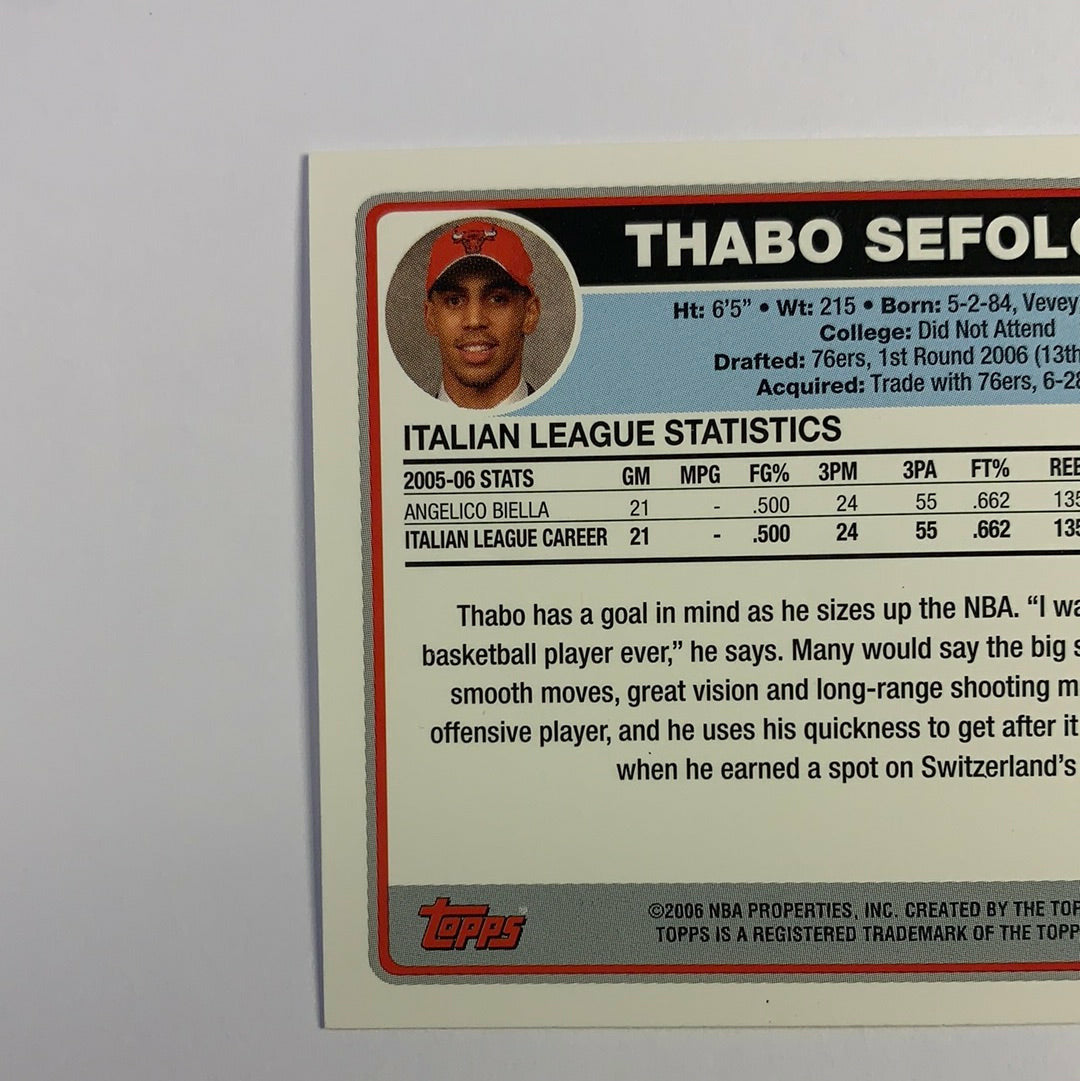 THABO SEFOLO
Ht: 6'5" • Wt: 215 • Born: 5-2-84, Vevey
College: Did Not Attend
Drafted: 76ers, 1st Round 2006 (13th
Acquired: Trade with 76ers, 6-28
ITALIAN LEAGUE STATISTICS
2005-06 STATS GM MPG FG% 3PM 3PA FT% REB
ANGELICO BIELLA 21 - .500 24 55 .662 135
ITALIAN LEAGUE CAREER 21 - .500 24 55 .662 135
Thabo has a goal in mind as he sizes up the NBA. “I wa
basketball player ever,” he says. Many would say the big s
smooth moves, great vision and long-range shooting m
offensive player, and he uses his quickness to get after it
when he earned a spot on Switzerland’s
topps
©2006 NBA PROPERTIES, INC. CREATED BY THE TOP
TOPPS IS A REGISTERED TRADEMARK OF THE TOPP